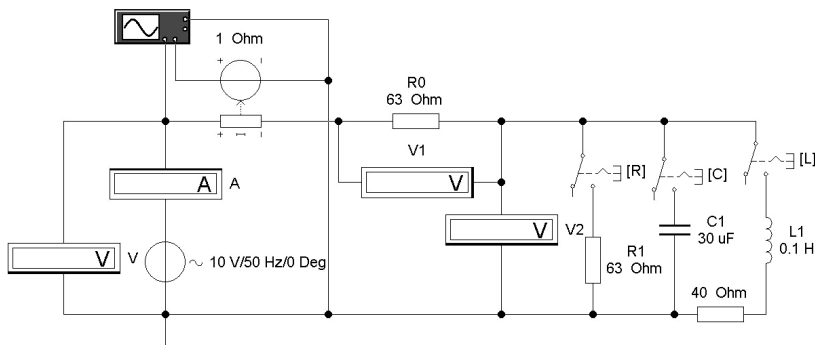 1 Ohm
R0
63 Ohm
V1
V
[R]
[C]
[L]
A
A
V
V2
C1
30 uF
L1
0.1 H
R1
63 Ohm
V
V
10 V/50 Hz/0 Deg
40 Ohm